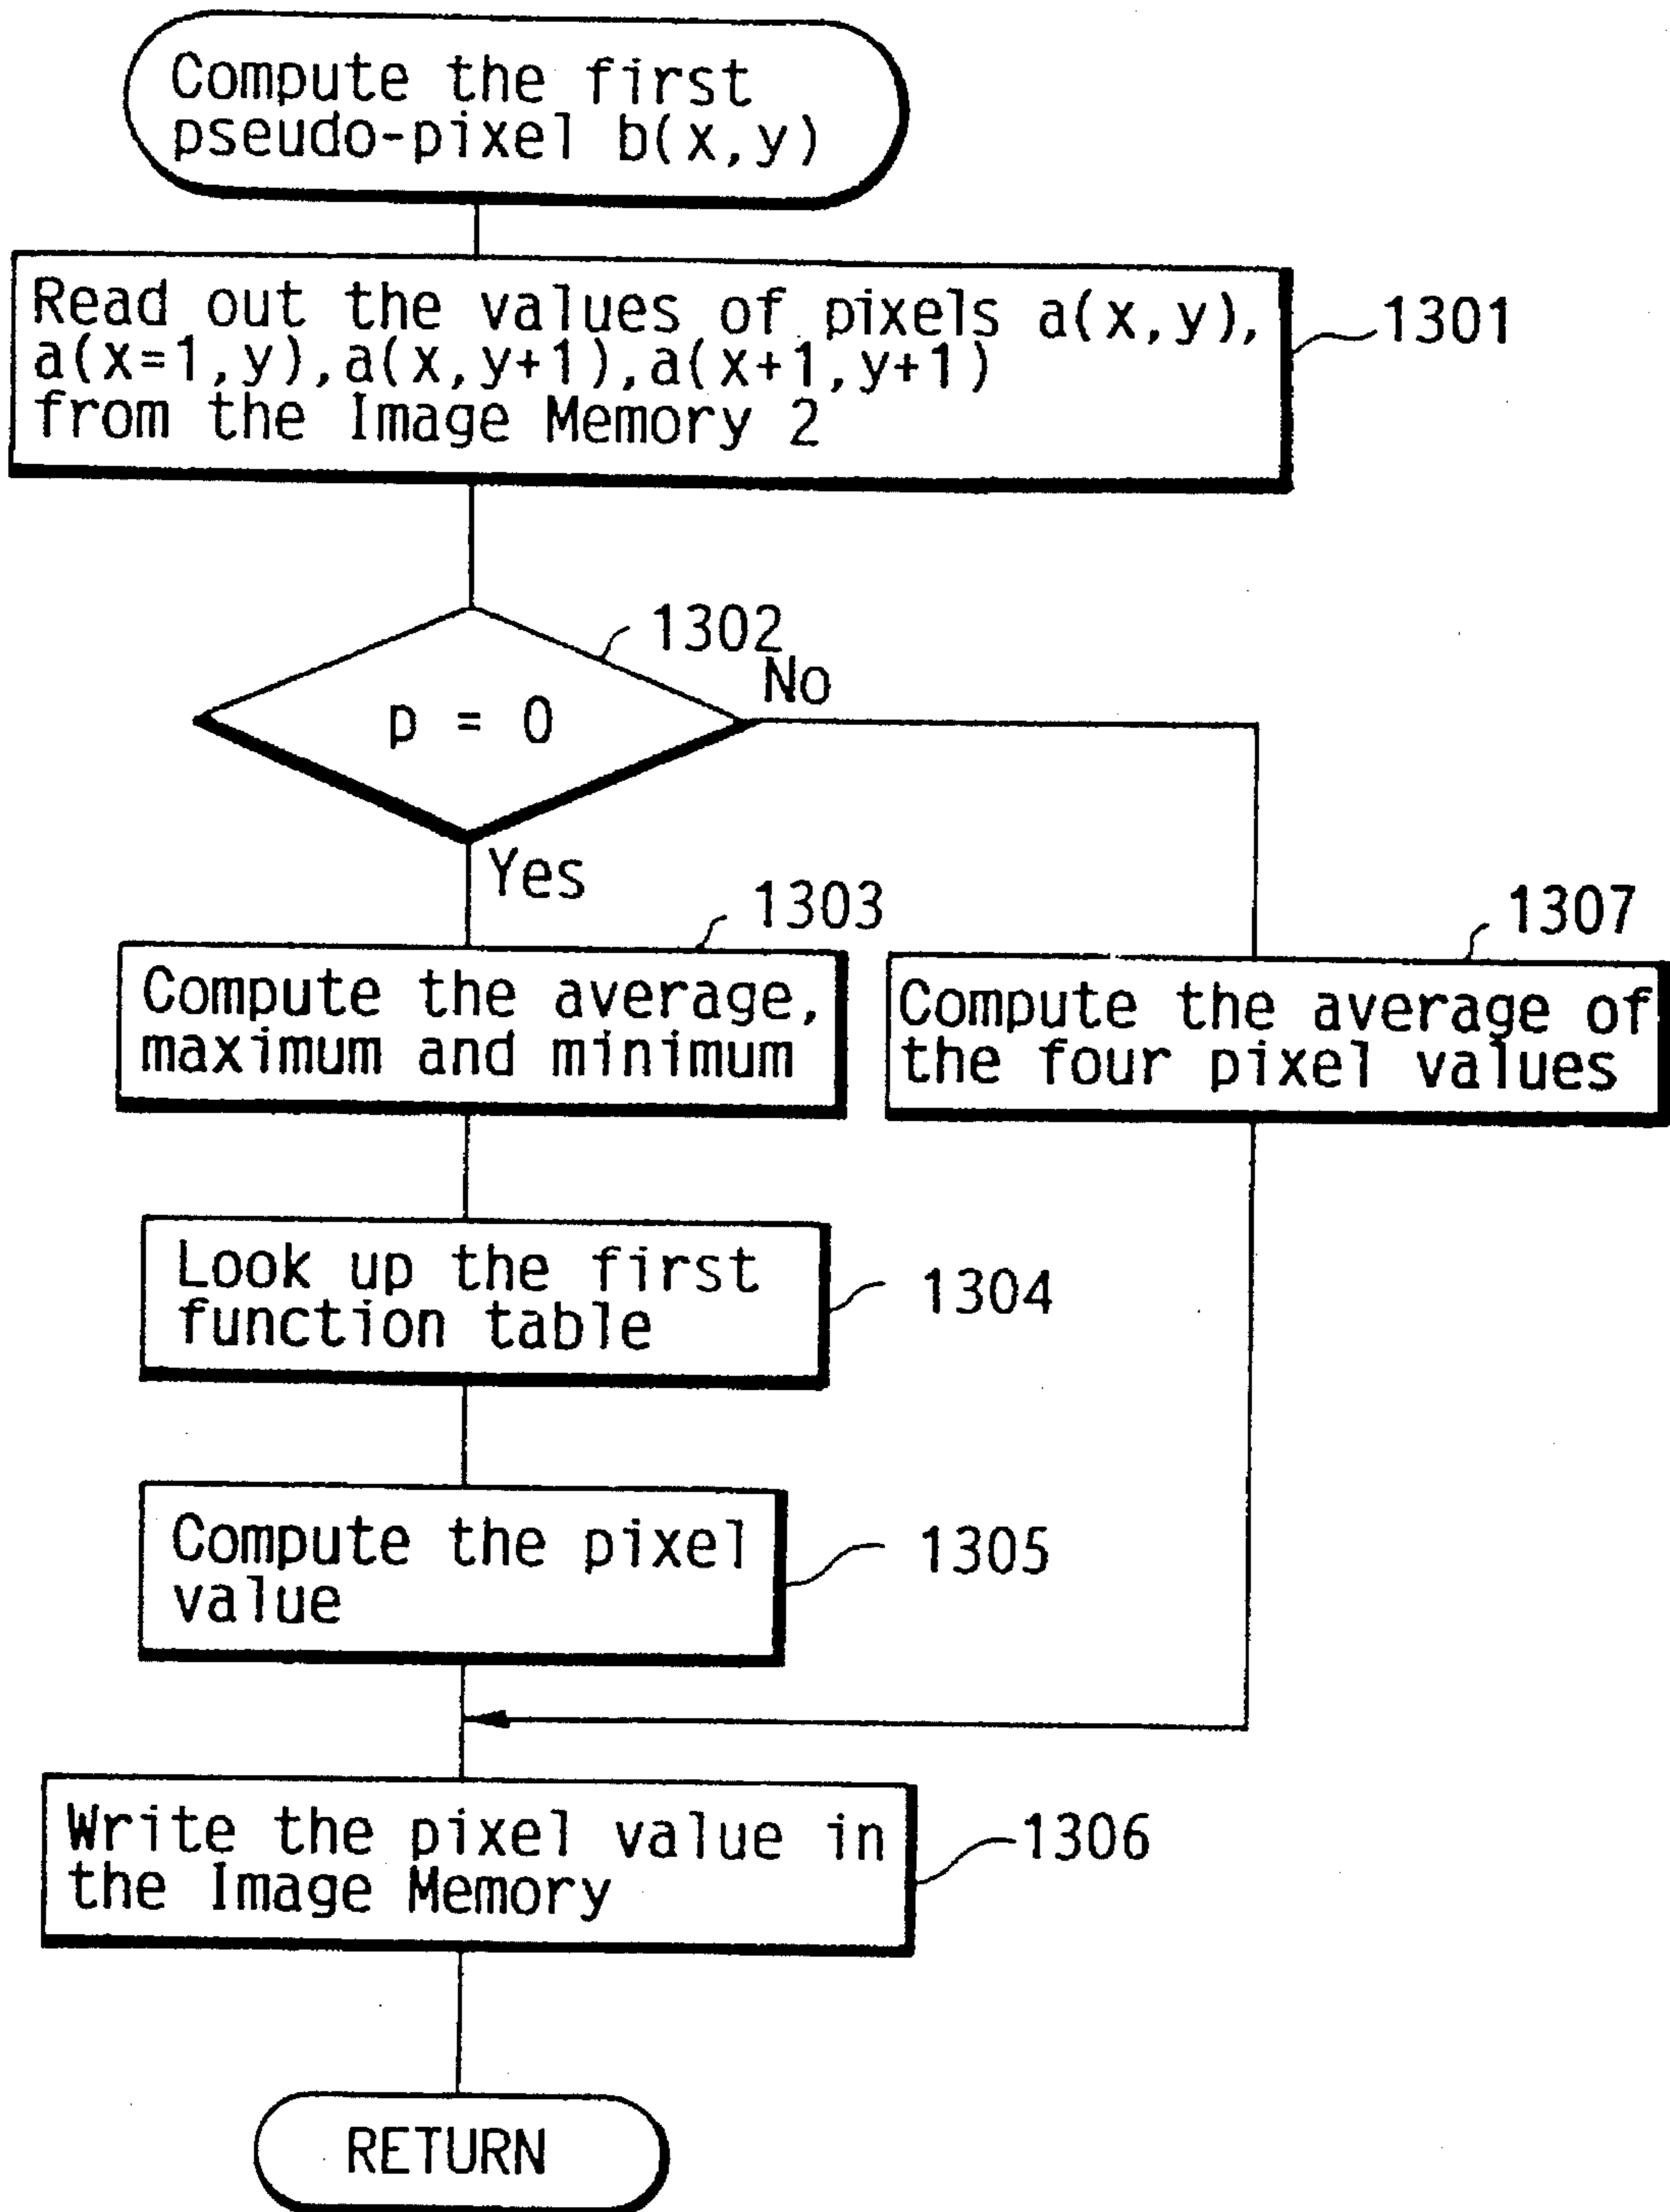 Compute the first
pseudo-pixel b(x,y)
Read out the values of pixels a(x,y),
a(x=1,y),a(x,y+1),a(x+1,y+1)
from the Image Memory 2
1301
1302
No
p = 0
Yes
1303
Compute the average,
maximum and minimum
1307
Compute the average of
the four pixel values
Look up the first
function table
1304
Compute the pixel
value
1305
Write the pixel value in
the Image Memory
1306
RETURN